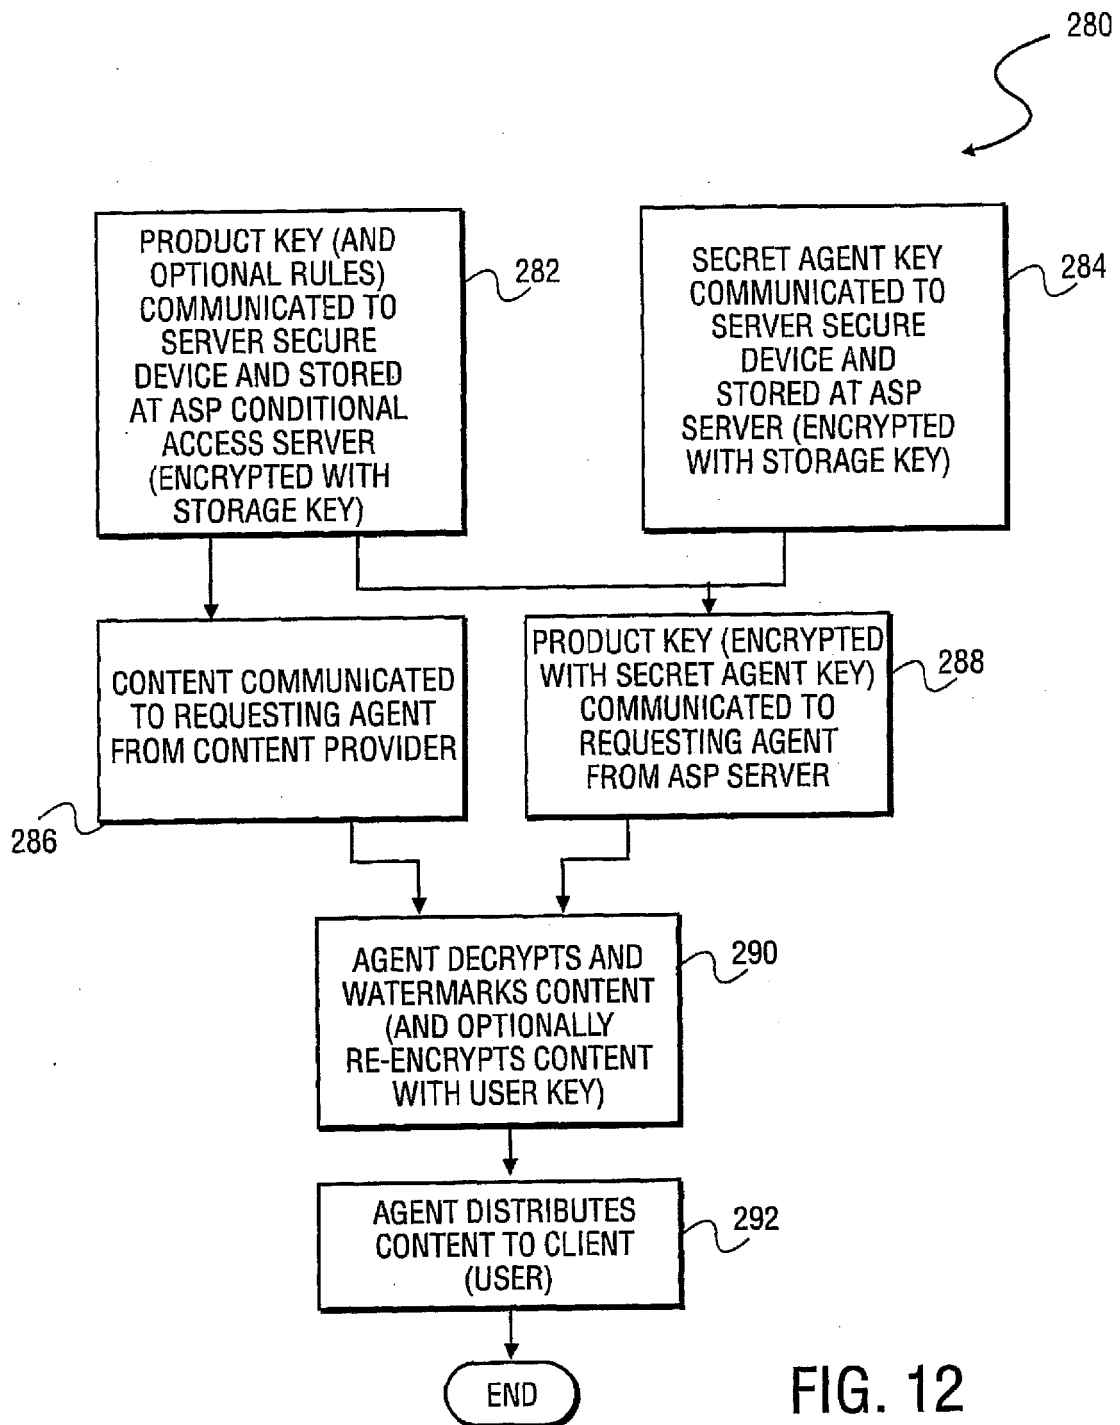 280
PRODUCT KEY (AND
OPTIONAL RULES)
COMMUNICATED TO
SERVER SECURE
DEVICE AND STORED
AT ASP CONDITIONAL
ACCESS SERVER
(ENCRYPTED WITH
STORAGE KEY)
282
SECRET AGENT KEY
COMMUNICATED TO
SERVER SECURE
DEVICE AND
STORED AT ASP
SERVER (ENCRYPTED
WITH STORAGE KEY)
284
CONTENT COMMUNICATED
TO REQUESTING AGENT
FROM CONTENT PROVIDER
286
PRODUCT KEY (ENCRYPTED
WITH SECRET AGENT KEY)
COMMUNICATED TO
REQUESTING AGENT
FROM ASP SERVER
288
AGENT DECRYPTS AND
WATERMARKS CONTENT
(AND OPTIONALLY
RE-ENCRYPTS CONTENT
WITH USER KEY)
290
AGENT DISTRIBUTES
CONTENT TO CLIENT
(USER)
292
END
FIG. 12